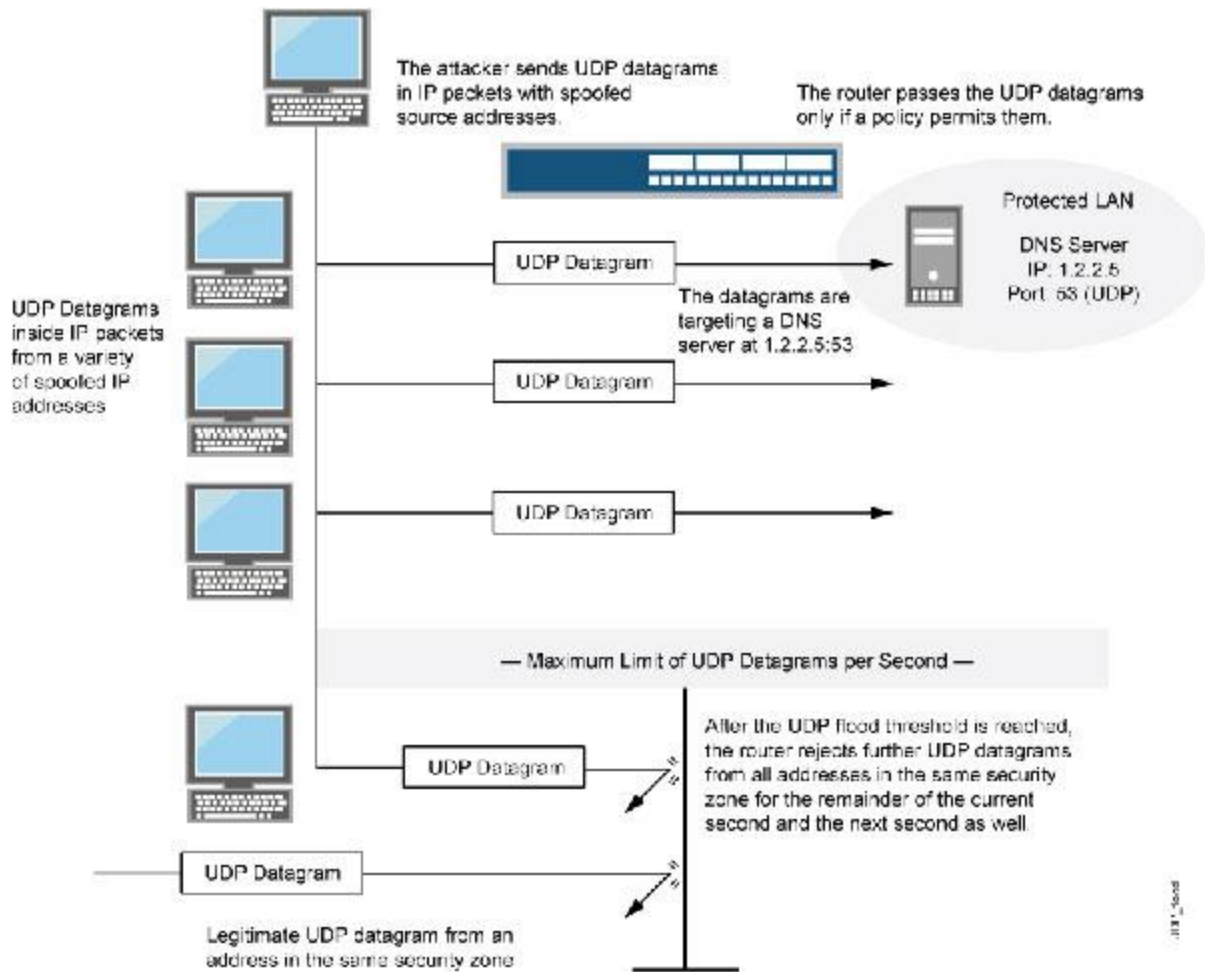 The attacker sends UDP datagrams
in IP packets with spoofed
source addresses.
The router passes the UDP datagrams
only if a policy permits them.
Protected LAN
DNS Server
IP: 1.2.2.5
Port: 53 (UDP)
UDP Datagram
The datagrams are
targeting a DNS
server at 1.2.2.5:53
UDP Datagrams
inside IP packets
from a variety
of spoofed IP
addresses
UDP Datagram
UDP Datagram
— Maximum Limit of UDP Datagrams per Second —
After the UDP flood threshold is reached,
the router rejects further UDP datagrams
from all addresses in the same security
zone for the remainder of the current
second and the next second as well.
UDP Datagram
UDP Datagram
Legitimate UDP datagram from an
address in the same security zone